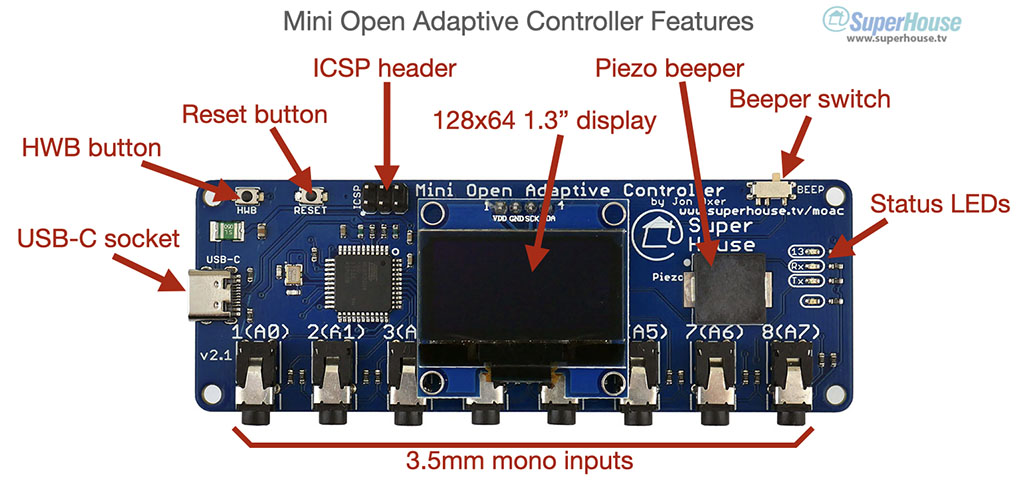 Mini Open Adaptive Controller Features
SuperHouse
www.superhouse.tv
ICSP header
Piezo beeper
Beeper switch
Reset button
128x64 1.3” display
HWB button
Status LEDs
USB-C socket
HWB
RESET
ICSP
Mini Open Adaptive Controller
by Jon Oxer
www.superhouse.tv/moac
BEEP
1
VDD GND SCK SDA
Super
House
USB-C
Piezo
13
Rx
Tx
1(A0) 2(A1) 3(A A5) 7(A6) 8(A7)
v2.1
3.5mm mono inputs